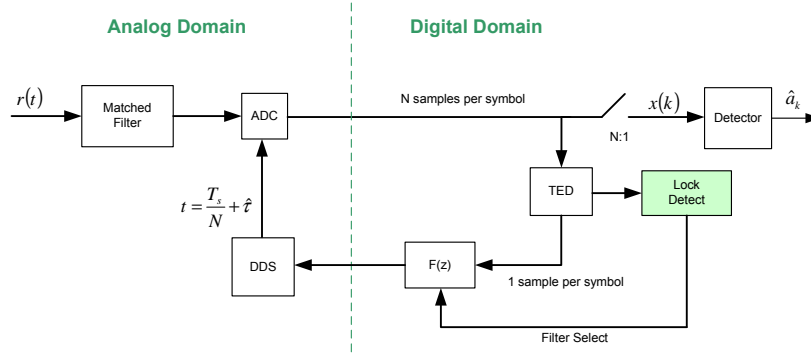 Analog Domain
Digital Domain
r(t)
Matched
Filter
ADC
N samples per symbol
N:1
x(k)
Detector
â_k
t = T_s/N + τ̂
TED
Lock
Detect
DDS
F(z)
1 sample per symbol
Filter Select